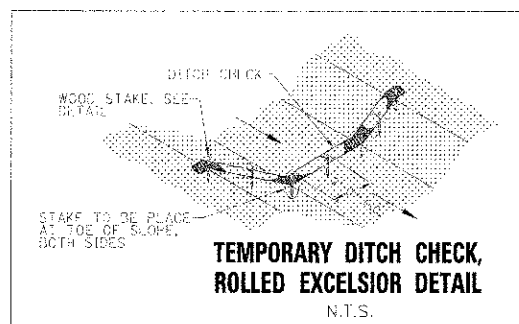 DITCH CHECK
WOOD STAKE, SEE
DETAIL
STAKE TO BE PLACE
AT TOE OF SLOPE,
BOTH SIDES
TEMPORARY DITCH CHECK,
ROLLED EXCELSIOR DETAIL
N.T.S.